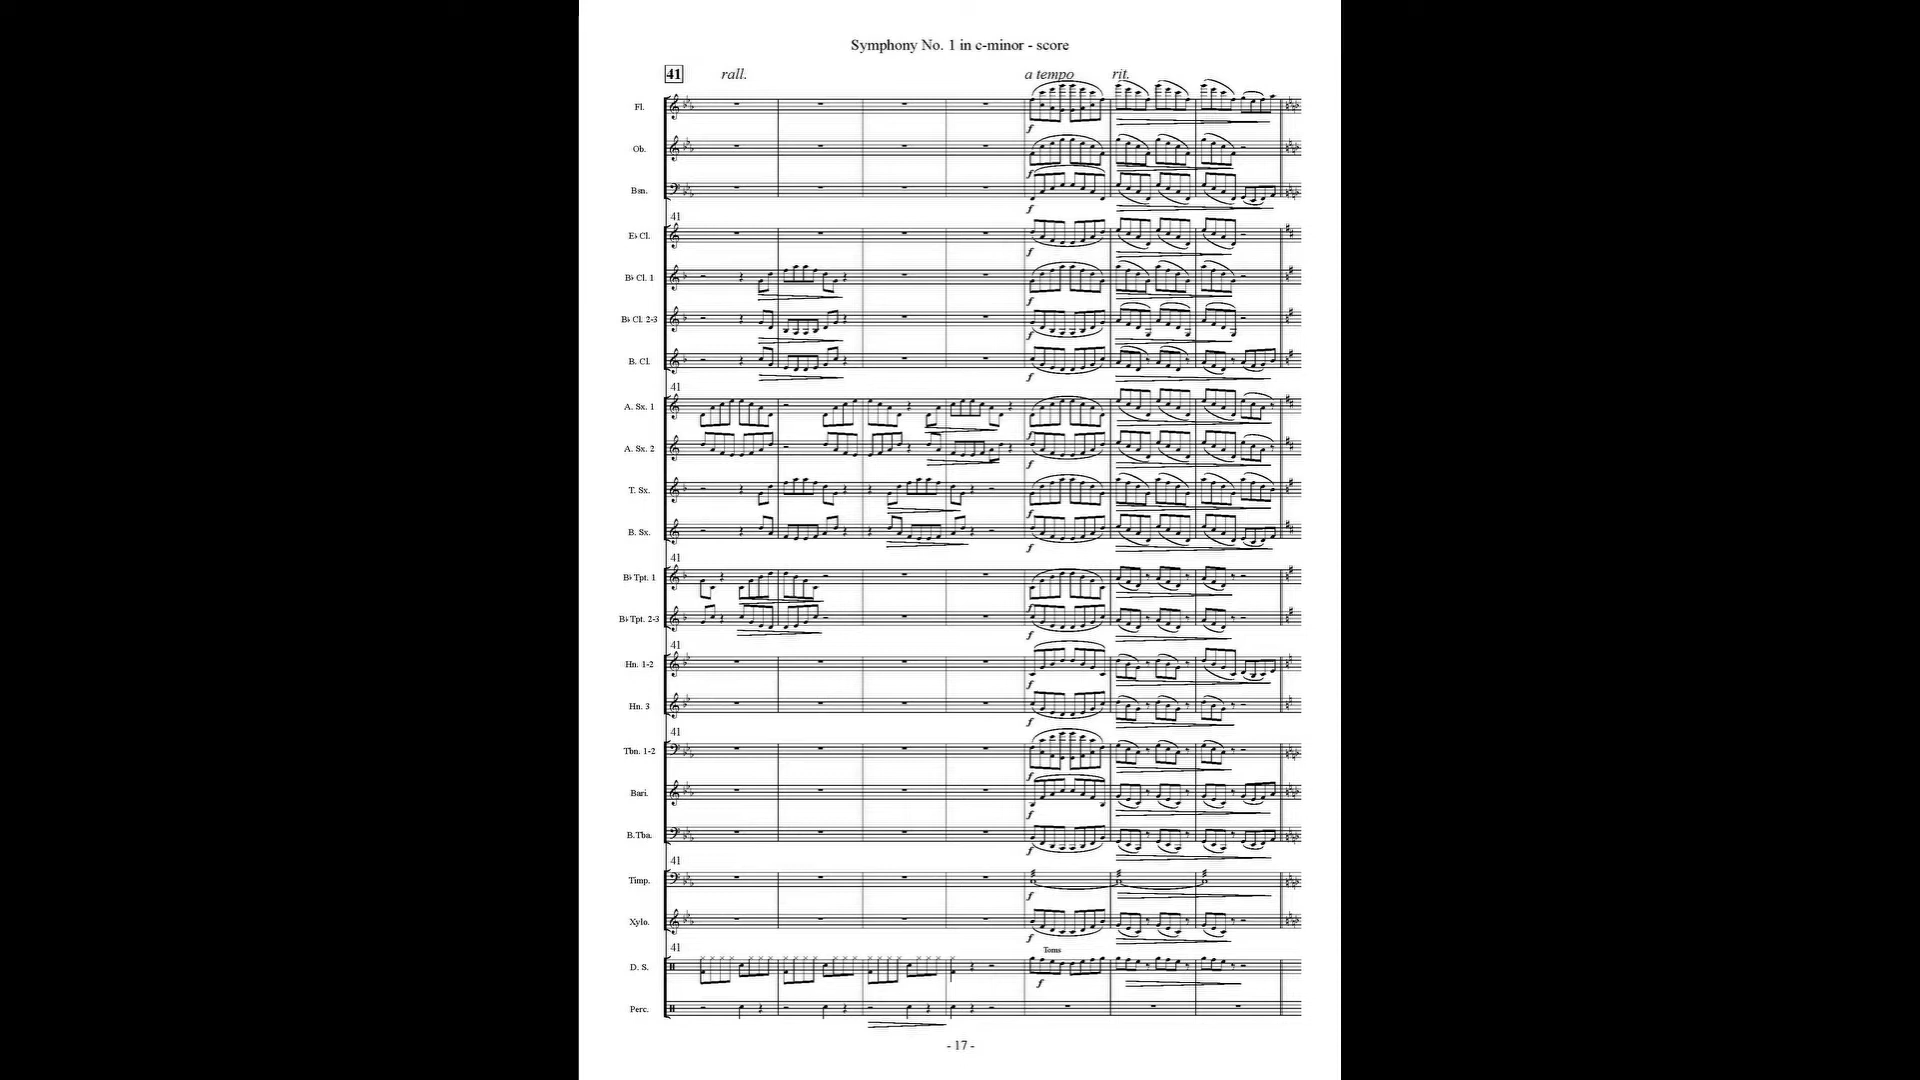 Symphony No. 1 in c-minor - score
41 rall. a tempo rit.
Fl.
f
Ob.
f
Bsn.
f
41
E♭ Cl.
f
B♭ Cl. 1
f
B♭ Cl. 2-3
f
B. Cl.
f
41
A. Sx. 1
f
A. Sx. 2
f
T. Sx.
f
B. Sx.
f
41
B♭ Tpt. 1
f
B♭ Tpt. 2-3
f
41
Hn. 1-2
f
Hn. 3
f
41
Tbn. 1-2
f
Bari.
f
B.Tba.
f
41
Timp.
f
Xylo.
f
41 Toms
D. S.
f
Perc.
- 17 -